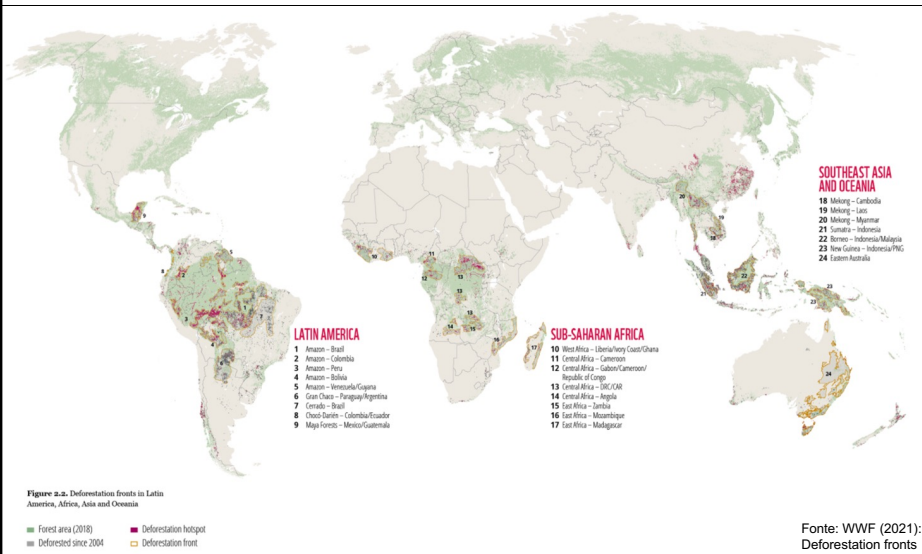 SOUTHEAST ASIA
AND OCEANIA
18 Mekong – Cambodia
19 Mekong – Laos
20 Mekong – Myanmar
21 Sumatra – Indonesia
22 Borneo – Indonesia/Malaysia
23 New Guinea – Indonesia/PNG
24 Eastern Australia
LATIN AMERICA
1 Amazon – Brazil
2 Amazon – Colombia
3 Amazon – Peru
4 Amazon – Bolivia
5 Amazon – Venezuela/Guyana
6 Gran Chaco – Paraguay/Argentina
7 Cerrado – Brazil
8 Chocó-Darién – Colombia/Ecuador
9 Maya Forests – Mexico/Guatemala
SUB-SAHARAN AFRICA
10 West Africa – Liberia/Ivory Coast/Ghana
11 Central Africa – Cameroon
12 Central Africa – Gabon/Cameroon/
Republic of Congo
13 Central Africa – DRC/CAR
14 Central Africa – Angola
15 East Africa – Zambia
16 East Africa – Mozambique
17 East Africa – Madagascar
Figure 2.2. Deforestation fronts in Latin
America, Africa, Asia and Oceania
Forest area (2018)
Deforested since 2004
Deforestation hotspot
Deforestation front
Fonte: WWF (2021):
Deforestation fronts